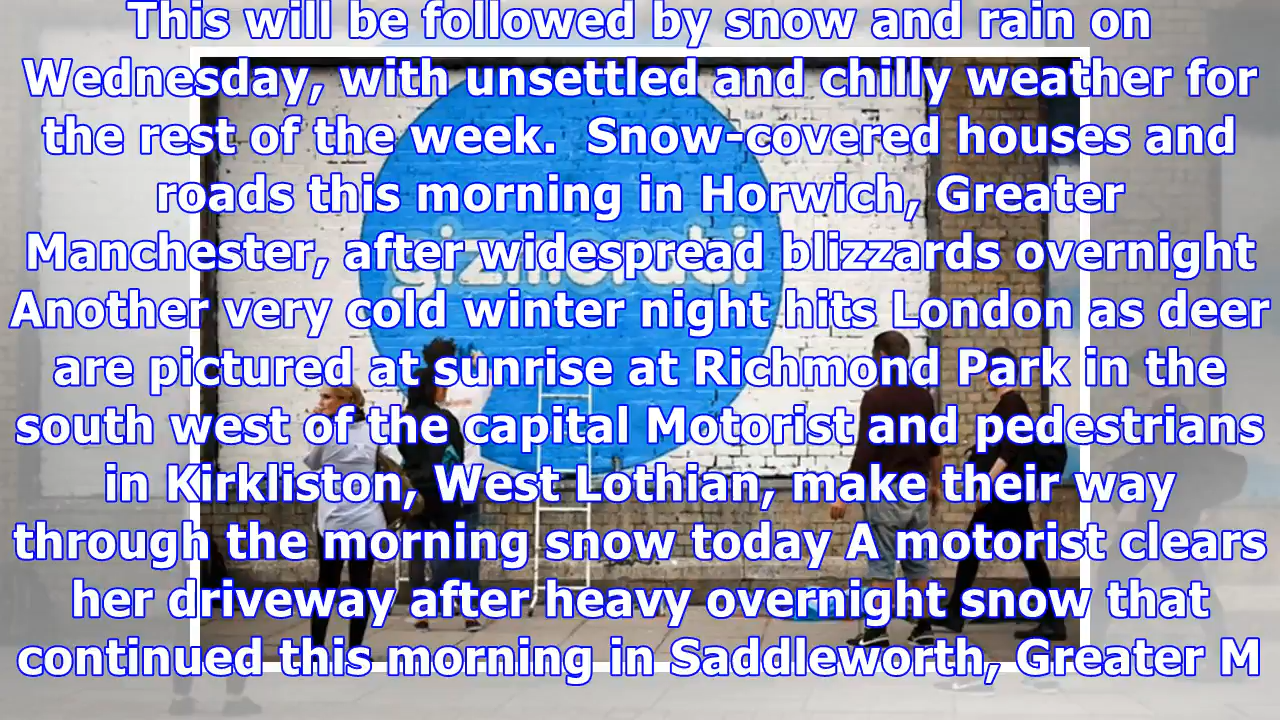 This will be followed by snow and rain on
Wednesday, with unsettled and chilly weather for
the rest of the week.  Snow-covered houses and
roads this morning in Horwich, Greater
Manchester, after widespread blizzards overnight
Another very cold winter night hits London as deer
are pictured at sunrise at Richmond Park in the
south west of the capital Motorist and pedestrians
in Kirkliston, West Lothian, make their way
through the morning snow today A motorist clears
her driveway after heavy overnight snow that
continued this morning in Saddleworth, Greater M